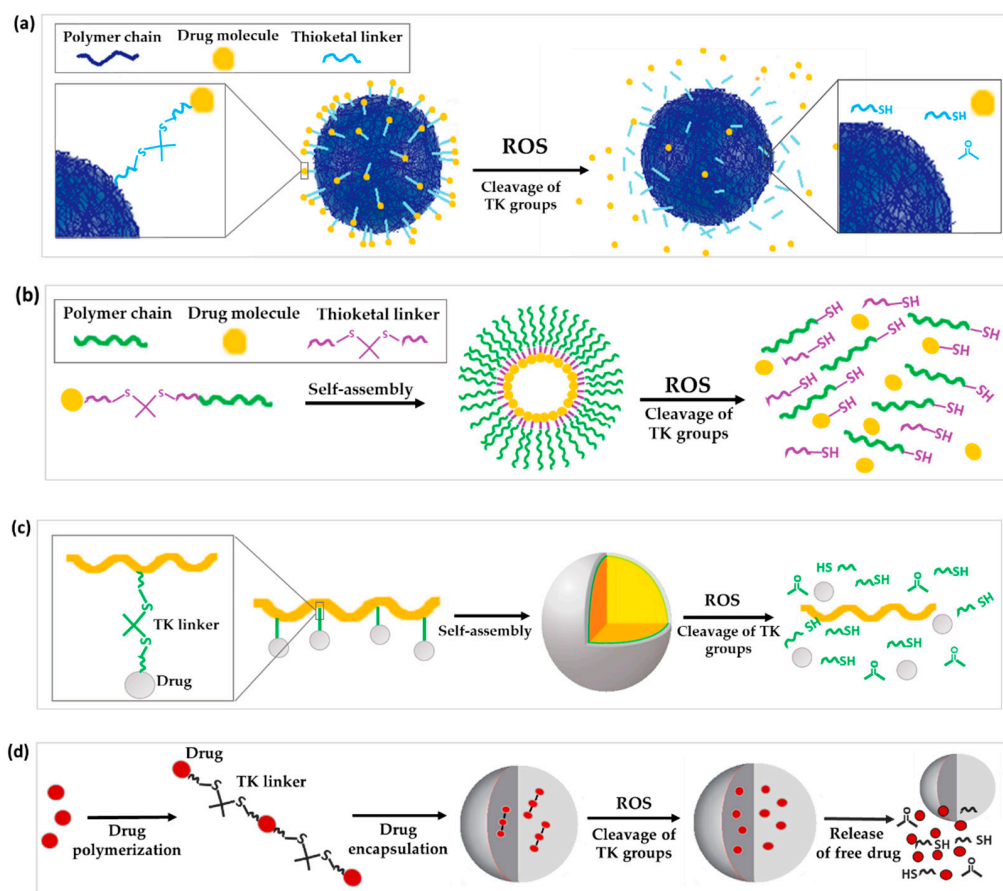 (a)
Polymer chain Drug molecule Thioketal linker
S
S
ROS
Cleavage of
TK groups
SH
SH
O
(b)
Polymer chain Drug molecule Thioketal linker
S S
S S
Self-assembly
ROS
Cleavage of
TK groups
SH
SH
SH
SH
SH
SH
SH
SH
SH
SH
SH
SH
(c)
S
TK linker
S
Drug
Self-assembly
ROS
Cleavage of TK
groups
HS
O
SH
O
SH
SH
SH
SH
SH
O
SH
O
(d)
Drug
TK linker
S
S
S
S
Drug
polymerization
Drug
encapsulation
ROS
Cleavage of
TK groups
Release
of free drug
O
SH
SH
HS
O